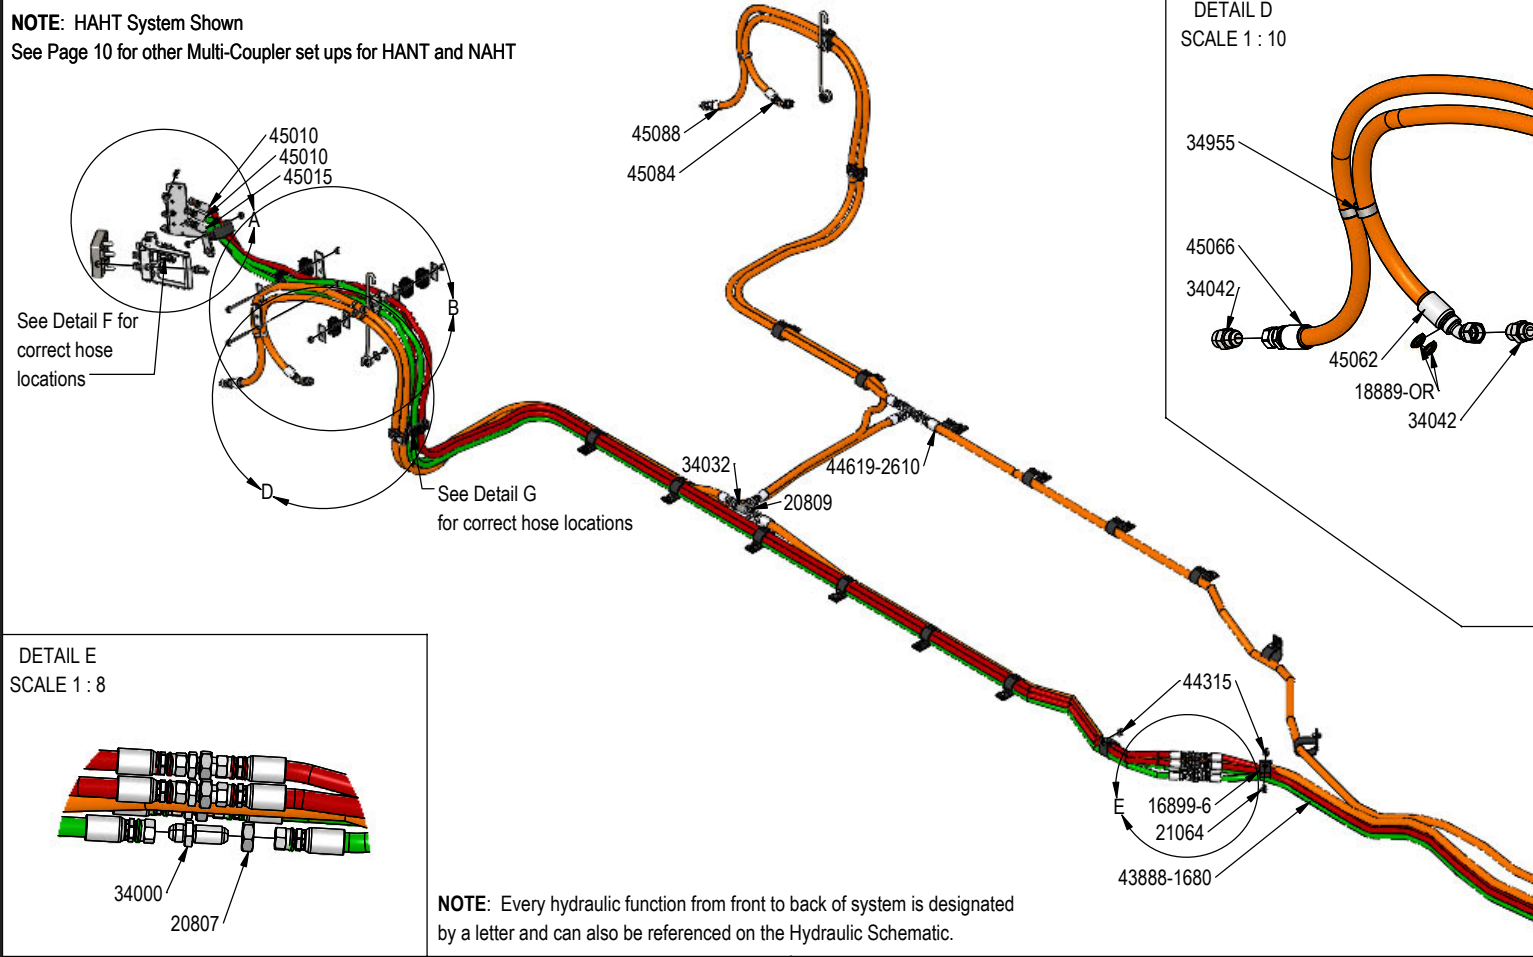 NOTE: HAHT System Shown
See Page 10 for other Multi-Coupler set ups for HANT and NAHT
45010
45010
45015
A
B
See Detail F for
correct hose
locations
D
See Detail G
for correct hose locations
45088
45084
34032
20809
44619-2610
44315
E
16899-6
21064
43888-1680
DETAIL D
SCALE 1 : 10
34955
45066
34042
45062
18889-OR
34042
DETAIL E
SCALE 1 : 8
34000
20807
NOTE: Every hydraulic function from front to back of system is designated
by a letter and can also be referenced on the Hydraulic Schematic.